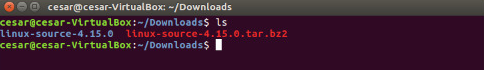 cesar@cesar-VirtualBox: ~/Downloads
cesar@cesar-VirtualBox:~/Downloads$ ls
linux-source-4.15.0  linux-source-4.15.0.tar.bz2
cesar@cesar-VirtualBox:~/Downloads$